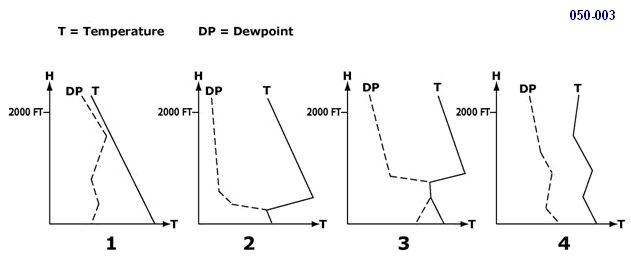 050-003
T = Temperature DP = Dewpoint
H H H H
DP T DP T DP T DP T
2000 FT 2000 FT 2000 FT 2000 FT
T T T T
1 2 3 4